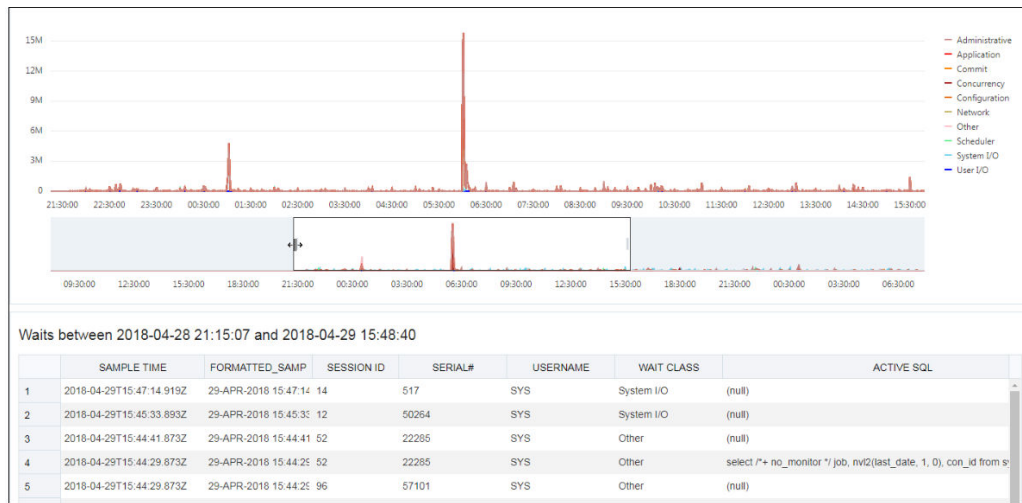 15M
12M
9M
6M
3M
0
21:30:00 22:30:00 23:30:00 00:30:00 01:30:00 02:30:00 03:30:00 04:30:00 05:30:00 06:30:00 07:30:00 08:30:00 09:30:00 10:30:00 11:30:00 12:30:00 13:30:00 14:30:00 15:30:00
Administrative
Application
Commit
Concurrency
Configuration
Network
Other
Scheduler
System I/O
User I/O
09:30:00 12:30:00 15:30:00 18:30:00 21:30:00 00:30:00 03:30:00 06:30:00 09:30:00 12:30:00 15:30:00 18:30:00 21:30:00 00:30:00 03:30:00 06:30:00
Waits between 2018-04-28 21:15:07 and 2018-04-29 15:48:40
SAMPLE TIME FORMATTED_SAMP SESSION ID SERIAL# USERNAME WAIT CLASS ACTIVE SQL
1 2018-04-29T15:47:14.919Z 29-APR-2018 15:47:14 14 517 SYS System I/O (null)
2 2018-04-29T15:45:33.893Z 29-APR-2018 15:45:33 12 50264 SYS System I/O (null)
3 2018-04-29T15:44:41.873Z 29-APR-2018 15:44:41 52 22285 SYS Other (null)
4 2018-04-29T15:44:29.873Z 29-APR-2018 15:44:29 52 22285 SYS Other select /*+ no_monitor */ job, nvl2(last_date, 1, 0), con_id from
5 2018-04-29T15:44:29.873Z 29-APR-2018 15:44:29 96 57101 SYS Other (null)